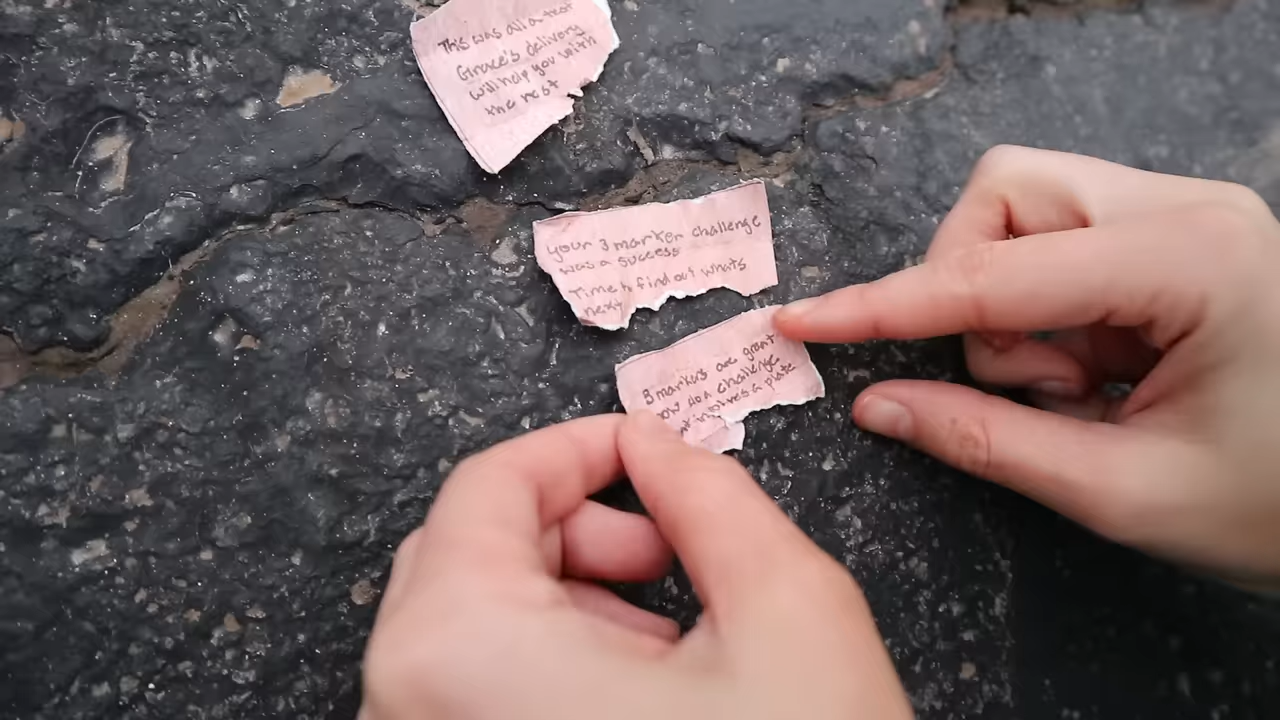 This was all a test
Grace's delivery
will help you with
the rest
your 3 marker challenge
was a success
Time to find out whats
next
3 markers are great
now do a challenge
involves a plate